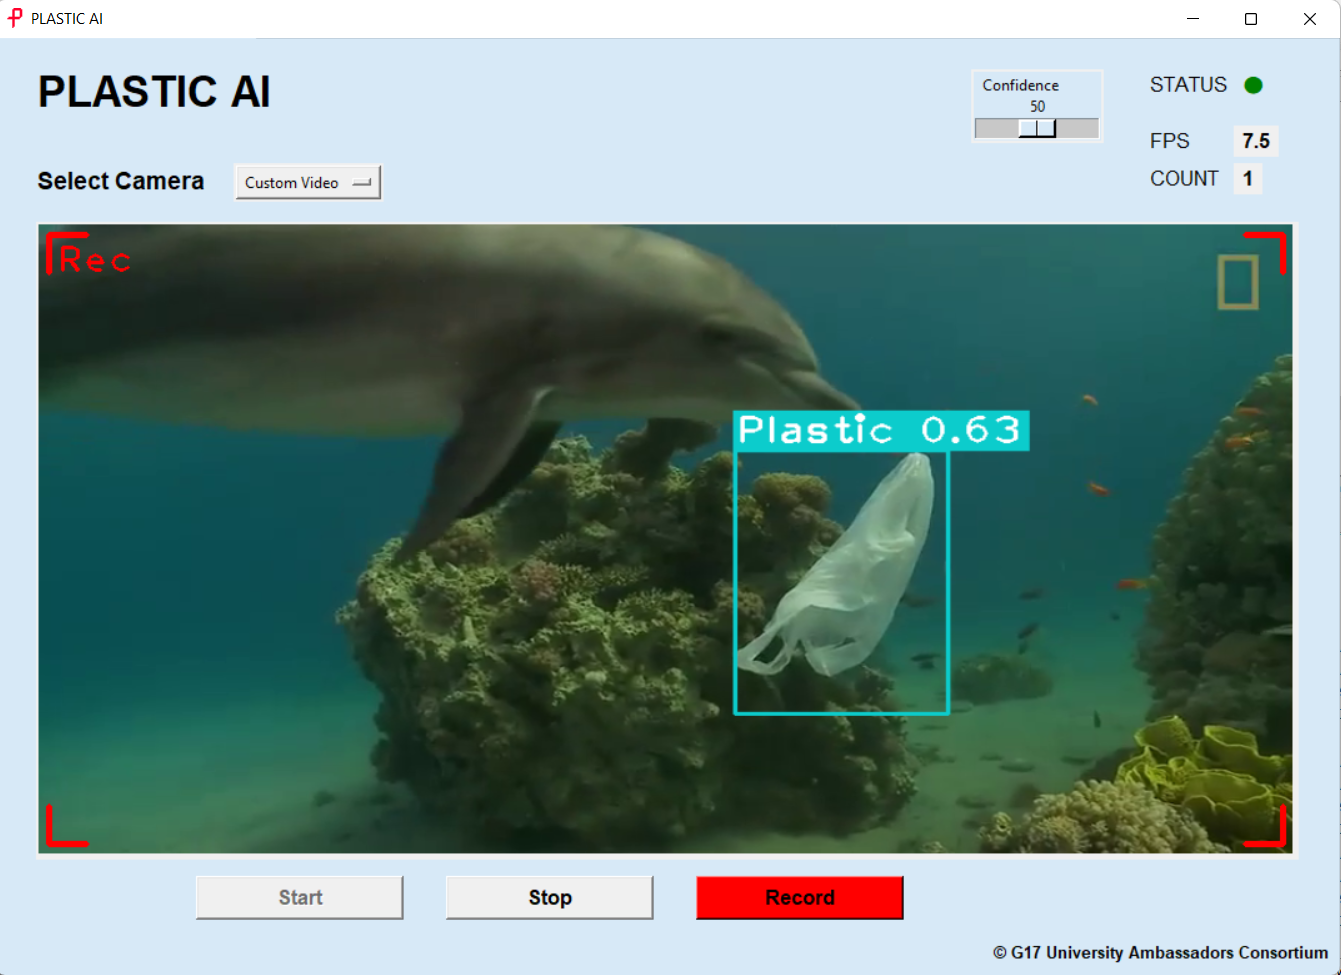 PLASTIC AI
PLASTIC AI
Confidence
50
STATUS
FPS 7.5
COUNT 1
Select Camera
Custom Video
Rec
Plastic 0.63
Start
Stop
Record
© G17 University Ambassadors Consortium